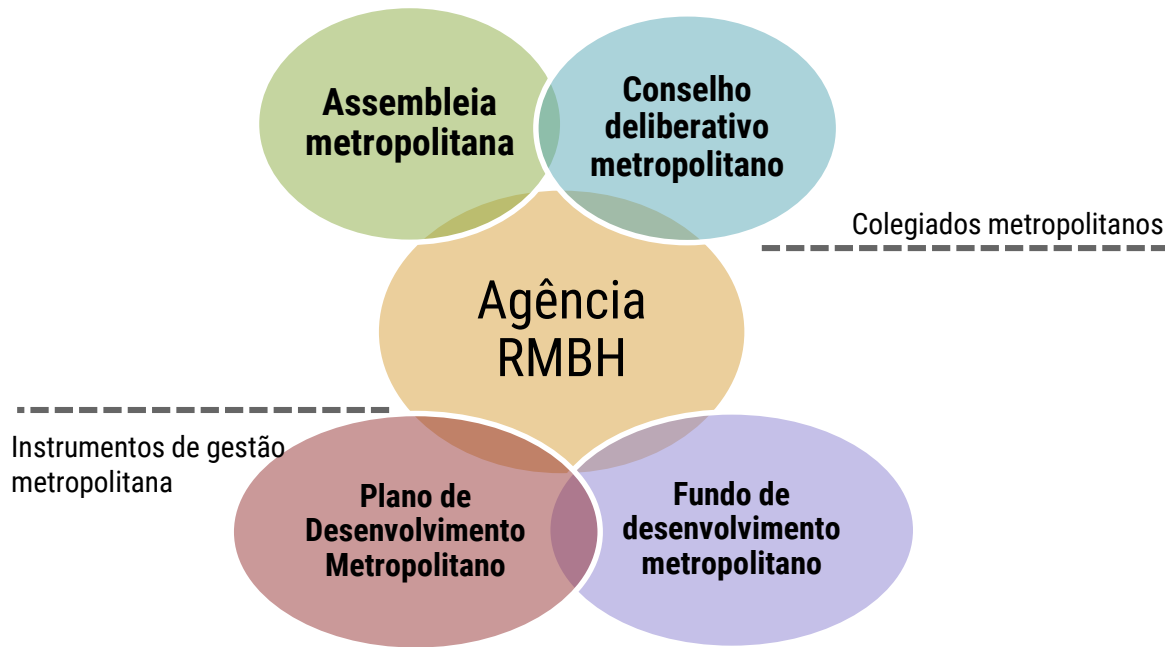 Assembleia
metropolitana
Conselho
deliberativo
metropolitano
Colegiados metropolitanos
Agência
RMBH
Instrumentos de gestão
metropolitana
Plano de
Desenvolvimento
Metropolitano
Fundo de
desenvolvimento
metropolitano